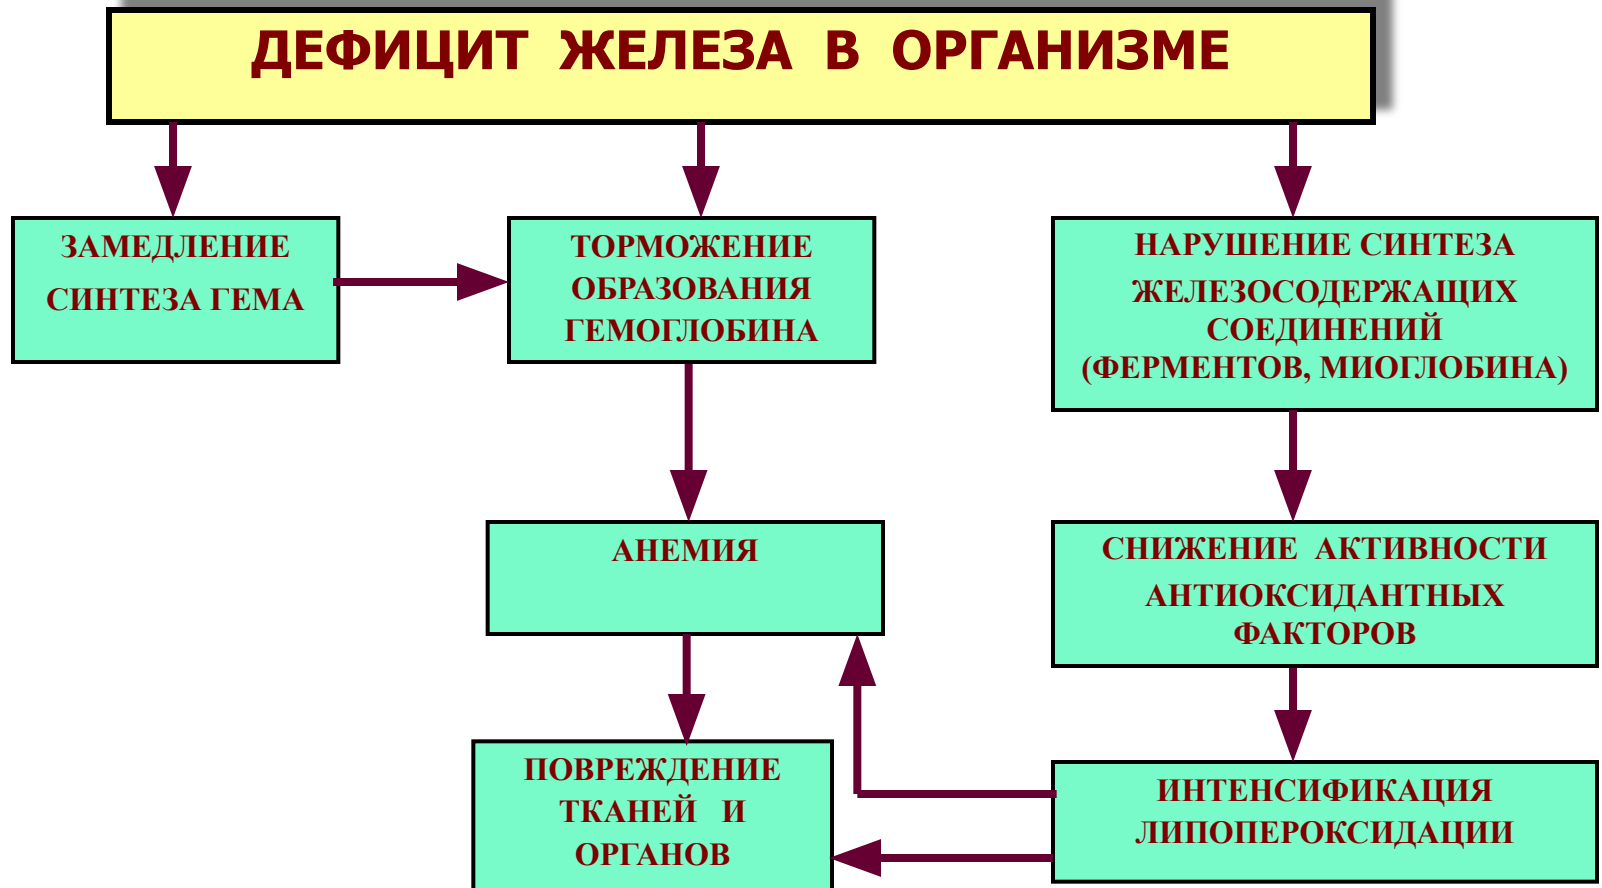 ДЕФИЦИТ ЖЕЛЕЗА В ОРГАНИЗМЕ
ЗАМЕДЛЕНИЕ
СИНТЕЗА ГЕМА
ТОРМОЖЕНИЕ
ОБРАЗОВАНИЯ
ГЕМОГЛОБИНА
НАРУШЕНИЕ СИНТЕЗА
ЖЕЛЕЗОСОДЕРЖАЩИХ
СОЕДИНЕНИЙ
(ФЕРМЕНТОВ, МИОГЛОБИНА)
АНЕМИЯ
СНИЖЕНИЕ АКТИВНОСТИ
АНТИОКСИДАНТНЫХ
ФАКТОРОВ
ПОВРЕЖДЕНИЕ
ТКАНЕЙ И
ОРГАНОВ
ИНТЕНСИФИКАЦИЯ
ЛИПОПЕРОКСИДАЦИИ